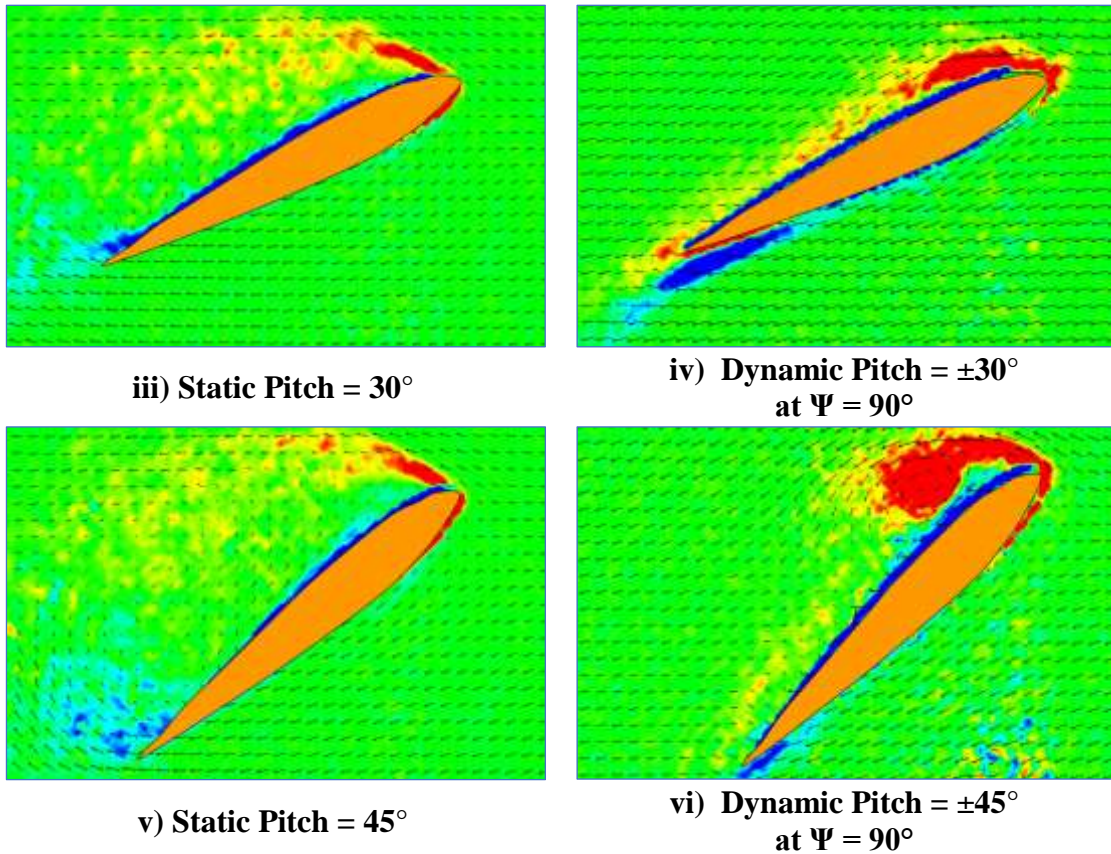 iii) Static Pitch = 30°
iv) Dynamic Pitch = ±30°
at Ψ = 90°
v) Static Pitch = 45°
vi) Dynamic Pitch = ±45°
at Ψ = 90°